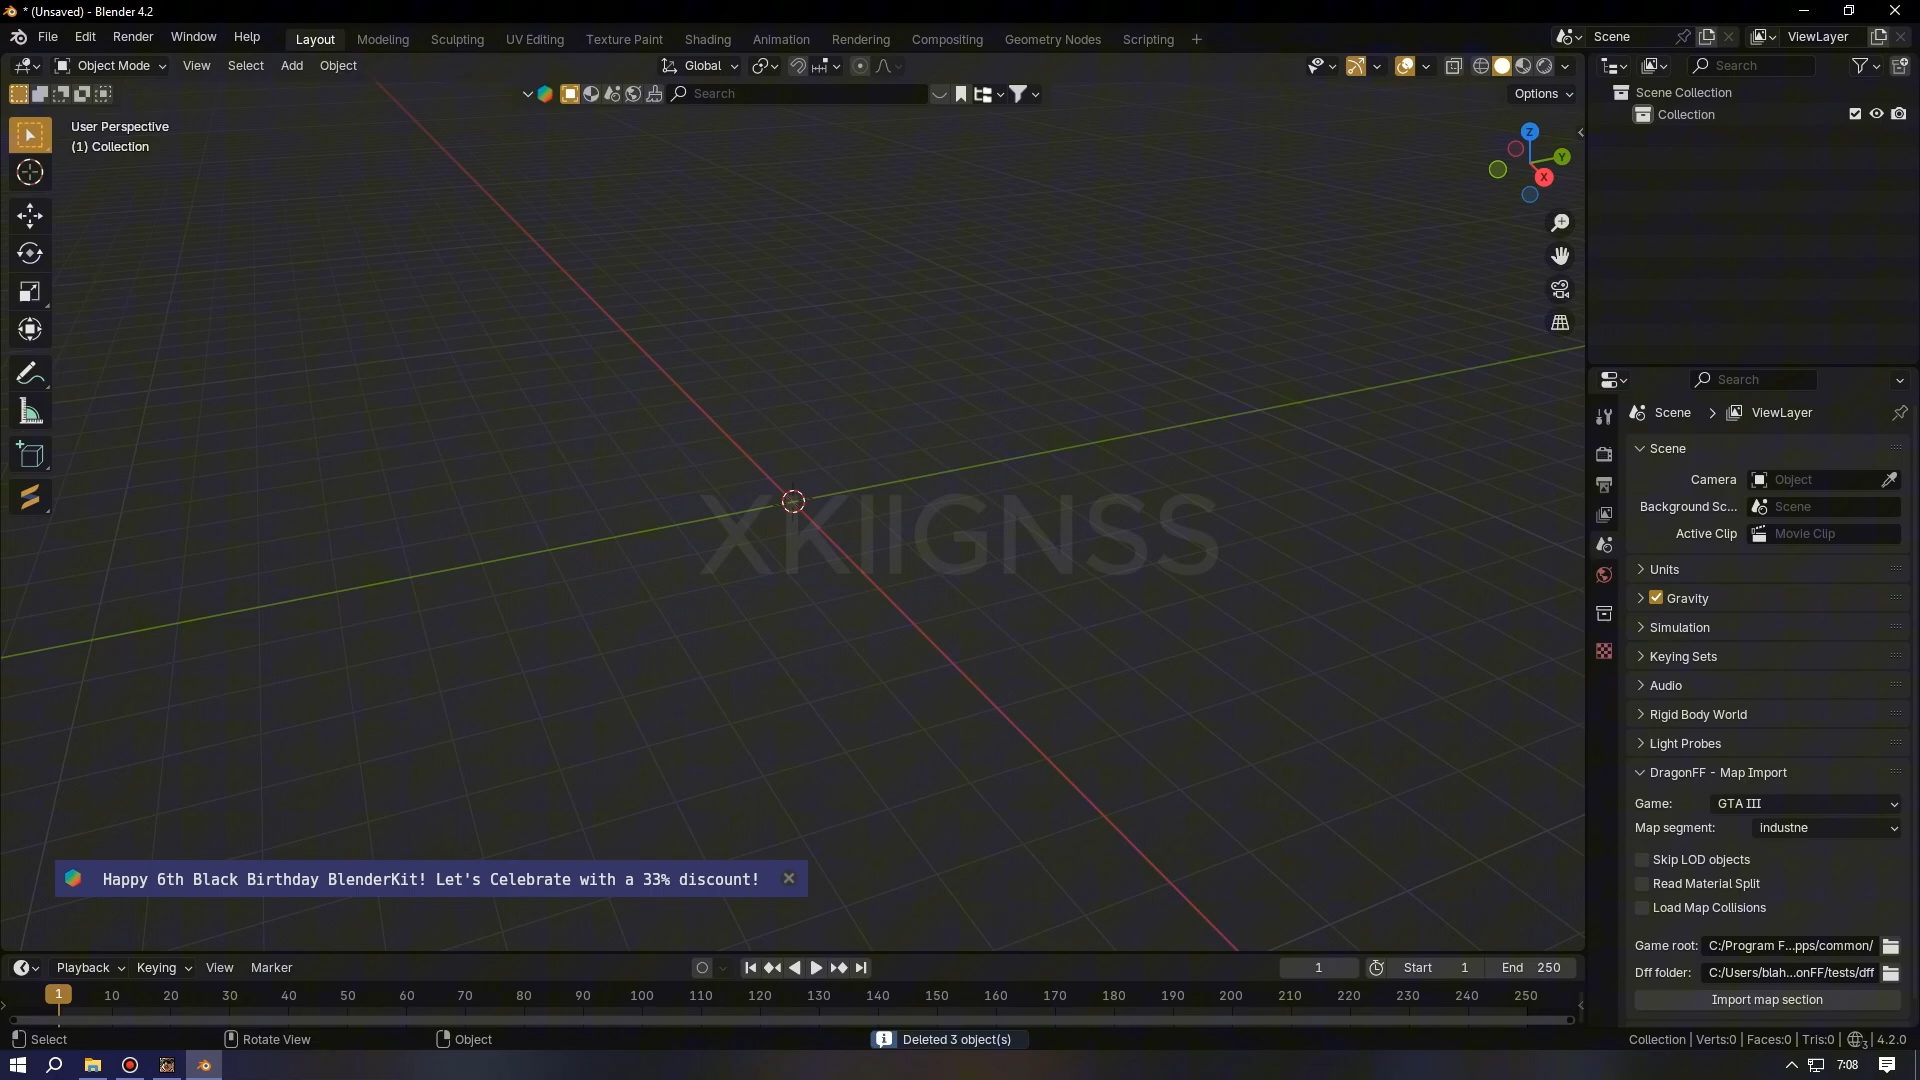 * (Unsaved) - Blender 4.2
File Edit Render Window Help
Layout Modeling Sculpting UV Editing Texture Paint Shading Animation Rendering Compositing Geometry Nodes Scripting +
Scene
ViewLayer
Object Mode View Select Add Object
Global
Search
Search
Options
User Perspective
(1) Collection
Z
Y
X
Scene Collection
Collection
XKIIGNSS
Search
Scene > ViewLayer
Scene
Camera Object
Background Sc... Scene
Active Clip Movie Clip
Units
Gravity
Simulation
Keying Sets
Audio
Rigid Body World
Light Probes
DragonFF - Map Import
Game: GTA III
Map segment: industne
Skip LOD objects
Read Material Split
Load Map Collisions
Game root: C:/Program F...pps/common/
Dff folder: C:/Users/blah...onFF/tests/dff
Import map section
Happy 6th Black Birthday BlenderKit! Let's Celebrate with a 33% discount!
Playback Keying View Marker
1
Start 1
End 250
1 10 20 30 40 50 60 70 80 90 100 110 120 130 140 150 160 170 180 190 200 210 220 230 240 250
Select
Rotate View
Object
Deleted 3 object(s)
Collection | Verts:0 | Faces:0 | Tris:0 | 3 | 4.2.0
7:08